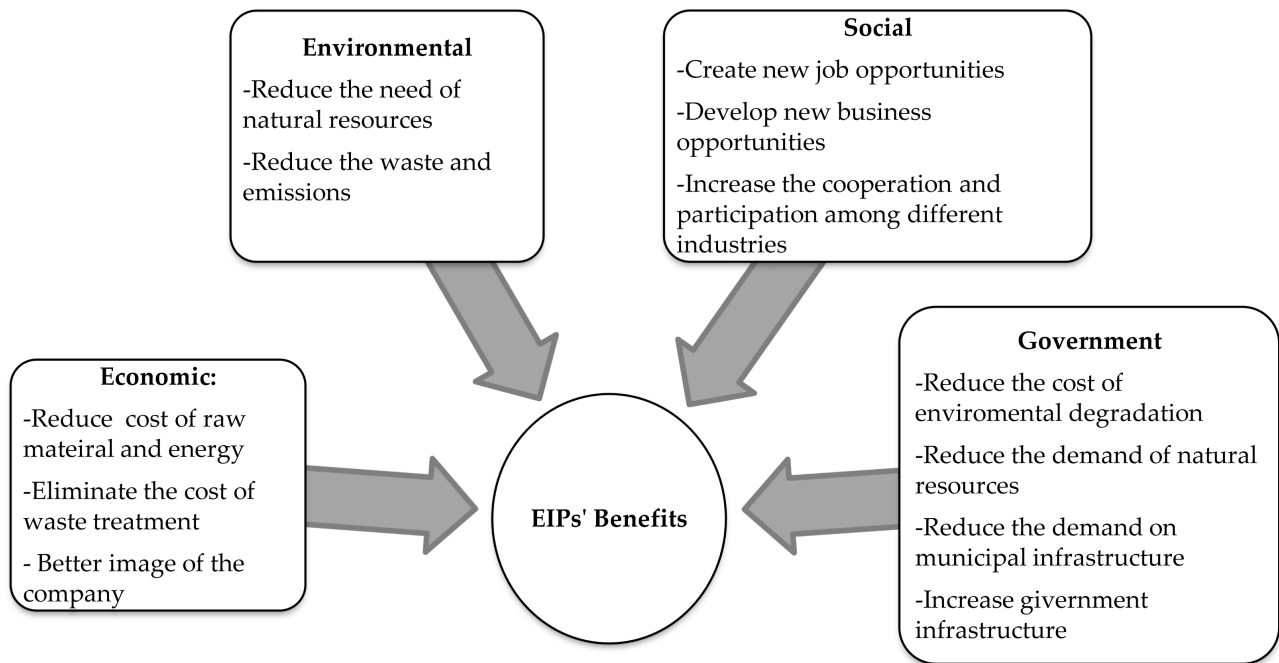 Environmental
-Reduce the need of
natural resources
-Reduce the waste and
emissions
Social
-Create new job opportunities
-Develop new business
opportunities
-Increase the cooperation and
participation among different
industries
Economic:
-Reduce  cost of raw
mateiral and energy
-Eliminate the cost of
waste treatment
- Better image of the
company
EIPs' Benefits
Government
-Reduce the cost of
enviromental degradation
-Reduce the demand of natural
resources
-Reduce the demand on
municipal infrastructure
-Increase givernment
infrastructure